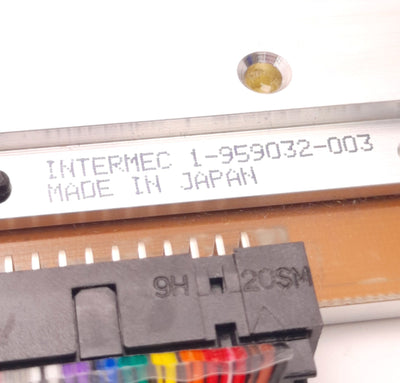 INTERMEC 1-959032-003
MADE IN JAPAN
9H 20SM